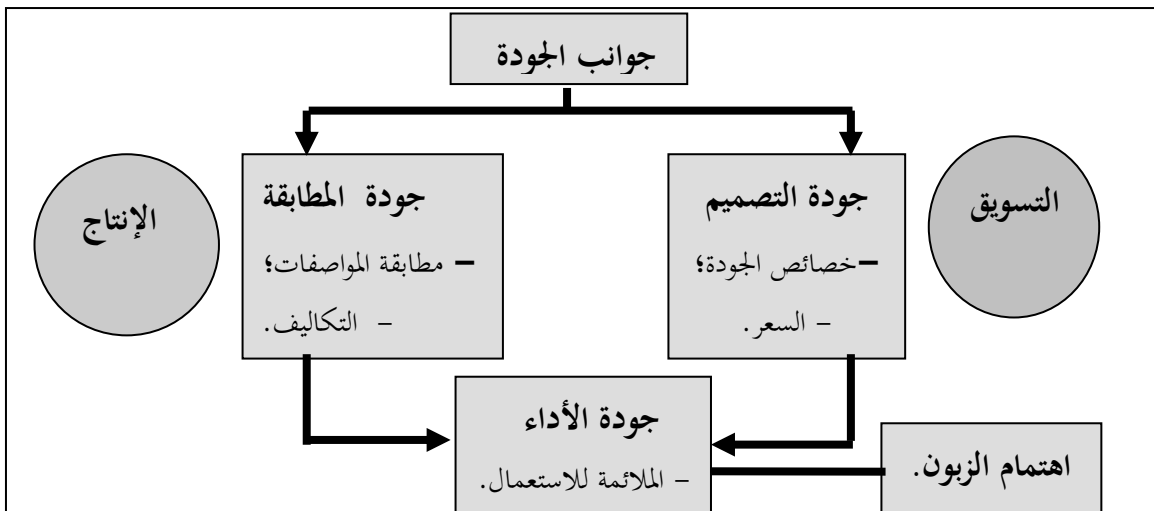 جوانب الجودة
التسويق
جودة التصميم
–خصائص الجودة؛
– السعر.
جودة المطابقة
– مطابقة المواصفات؛
– التكاليف.
الإنتاج
جودة الأداء
– الملائمة للاستعمال.
اهتمام الزبون.